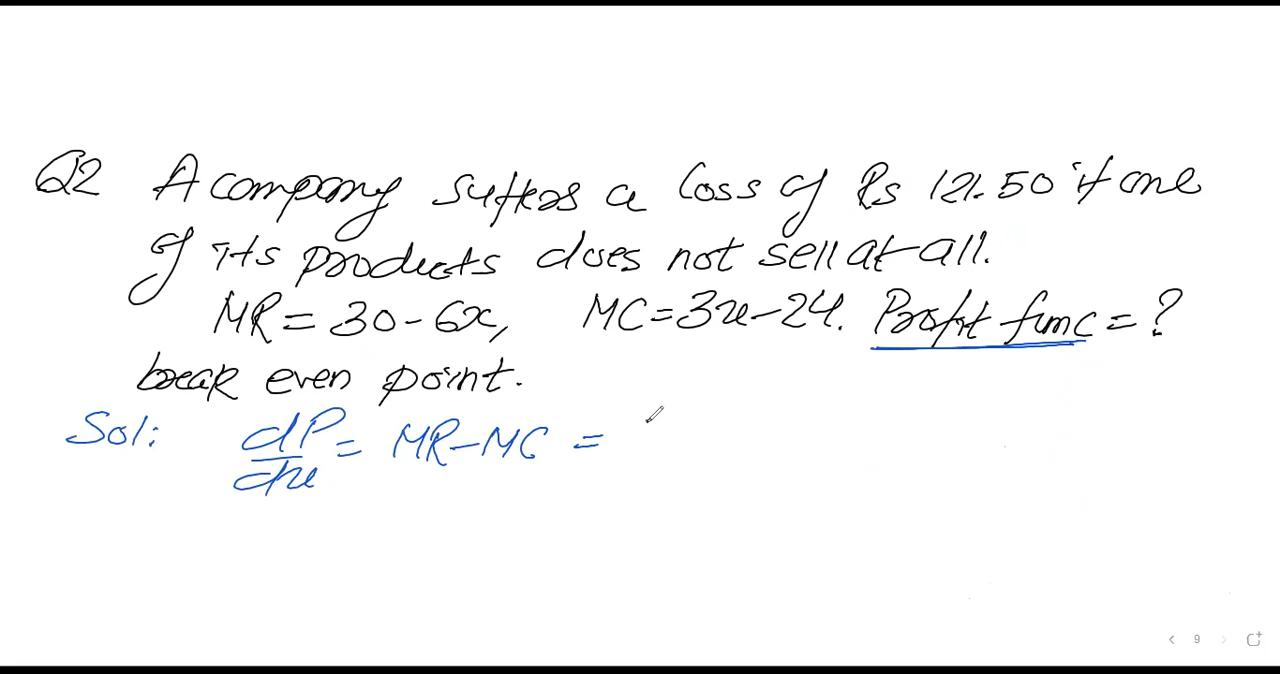 Q2 A company suffers a loss of Rs 121.50 if one
of its products does not sell at all.
MR = 30 - 6x, MC = 3x - 24. Profit func = ?
break even point.
Sol: dP/dx = MR - MC =
9